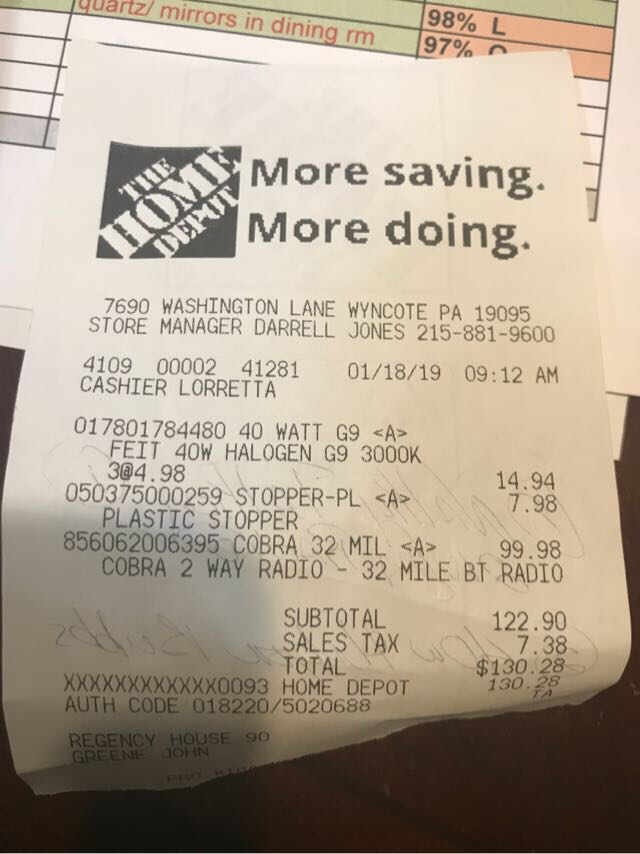 quartz/ mirrors in dining rm
98% L
97%
THE HOME DEPOT
More saving.
More doing.
7690 WASHINGTON LANE WYNCOTE PA 19095
STORE MANAGER DARRELL JONES 215-881-9600
4109 00002 41281 01/18/19 09:12 AM
CASHIER LORRETTA
017801784480 40 WATT G9 <A>
FEIT 40W HALOGEN G9 3000K
3@4.98 14.94
050375000259 STOPPER-PL <A> 7.98
PLASTIC STOPPER
856062006395 COBRA 32 MIL <A> 99.98
COBRA 2 WAY RADIO - 32 MILE BT RADIO
SUBTOTAL 122.90
SALES TAX 7.38
TOTAL $130.28
XXXXXXXXXXXX0093 HOME DEPOT 130.28
TA
AUTH CODE 018220/5020688
REGENCY HOUSE 90
GREENE JOHN